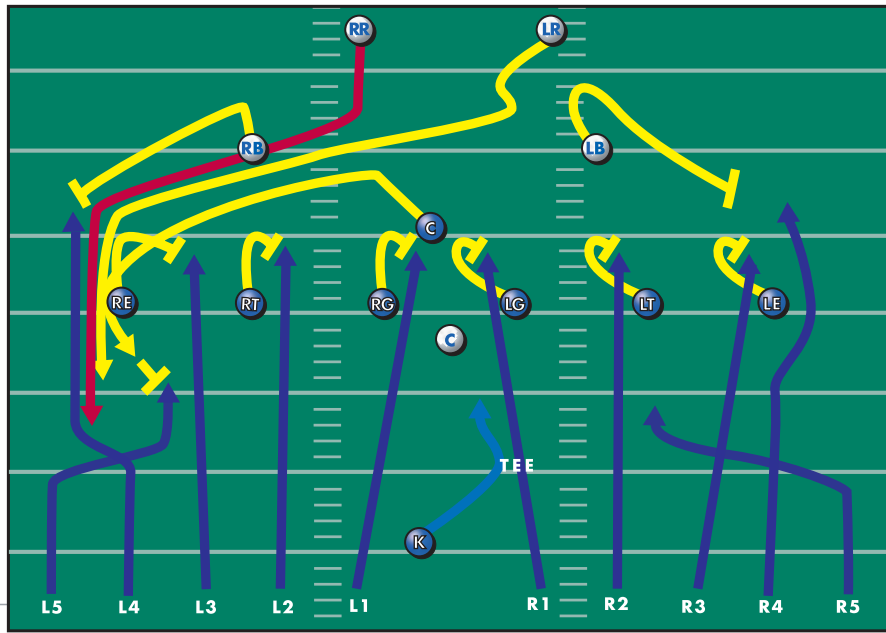 RR LR
RB LB
C
RE RT RG LG LT LE
C
TEE
K
L5 L4 L3 L2 L1 R1 R2 R3 R4 R5